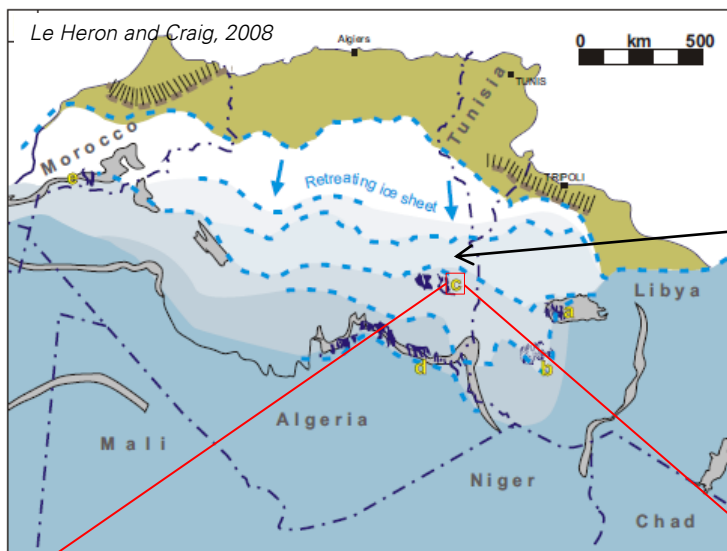 Le Heron and Craig, 2008
Algiers
0 km 500
TUNIS
Tunisia
Morocco
TRIPOLI
Retreating ice sheet
e
c
Libya
a
b
d
Algeria
Mali
Niger
Chad